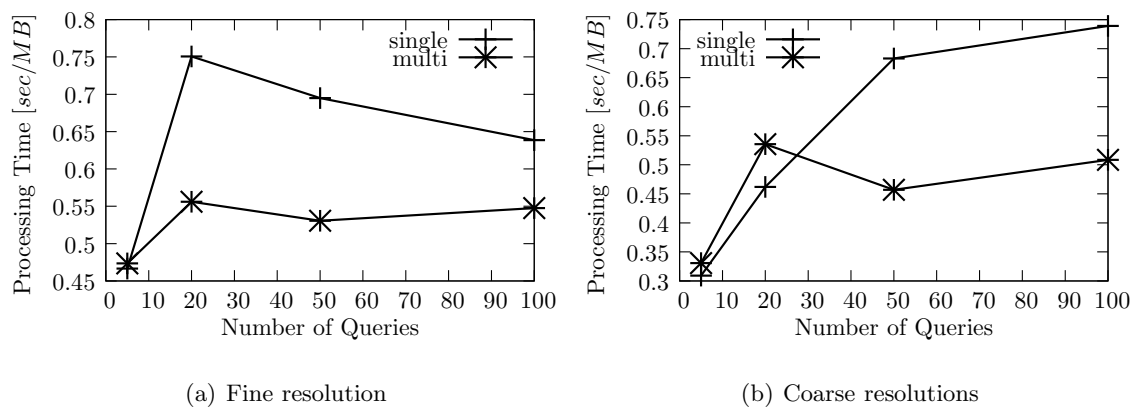 0.8
0.75
0.7
0.65
0.6
0.55
0.5
0.45
0 10 20 30 40 50 60 70 80 90 100
Processing Time [sec/MB]
Number of Queries
single
multi
(a) Fine resolution
0.75
0.7
0.65
0.6
0.55
0.5
0.45
0.4
0.35
0.3
0 10 20 30 40 50 60 70 80 90 100
Processing Time [sec/MB]
Number of Queries
single
multi
(b) Coarse resolutions